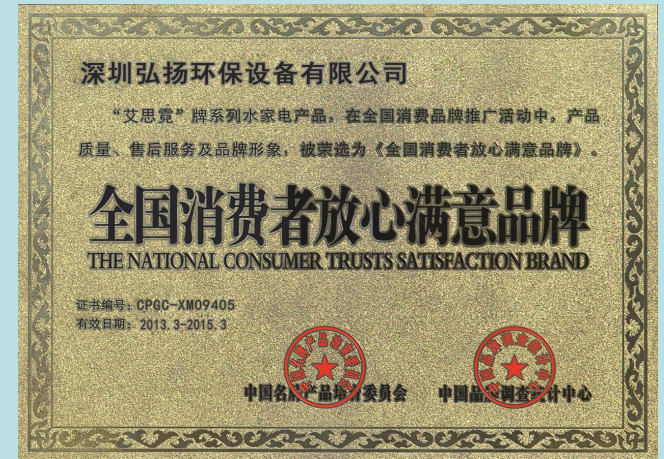 深圳弘扬环保设备有限公司
“艾思霓”牌系列水家电产品，在全国消费品牌推广活动中，产品
质量、售后服务及品牌形象，被荣选为《全国消费者放心满意品牌》。
全国消费者放心满意品牌
THE NATIONAL CONSUMER TRUSTS SATISFACTION BRAND
证书编号：CPGC-XM09405
有效日期：2013.3-2015.3
中国名牌产品培育委员会
中国品牌调查统计中心